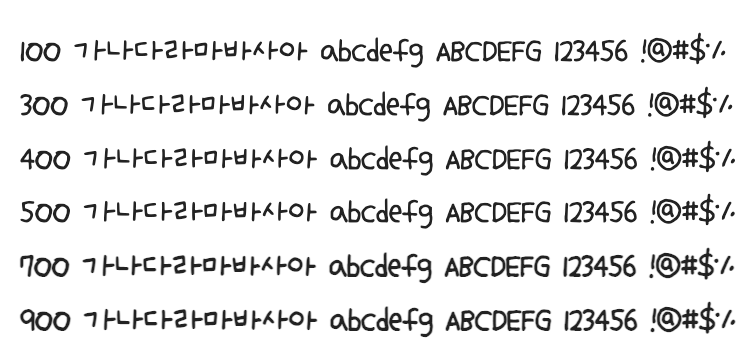 100 가나다라마바사아 abcdefg ABCDEFG 123456 !@#$%
300 가나다라마바사아 abcdefg ABCDEFG 123456 !@#$%
400 가나다라마바사아 abcdefg ABCDEFG 123456 !@#$%
500 가나다라마바사아 abcdefg ABCDEFG 123456 !@#$%
700 가나다라마바사아 abcdefg ABCDEFG 123456 !@#$%
900 가나다라마바사아 abcdefg ABCDEFG 123456 !@#$%